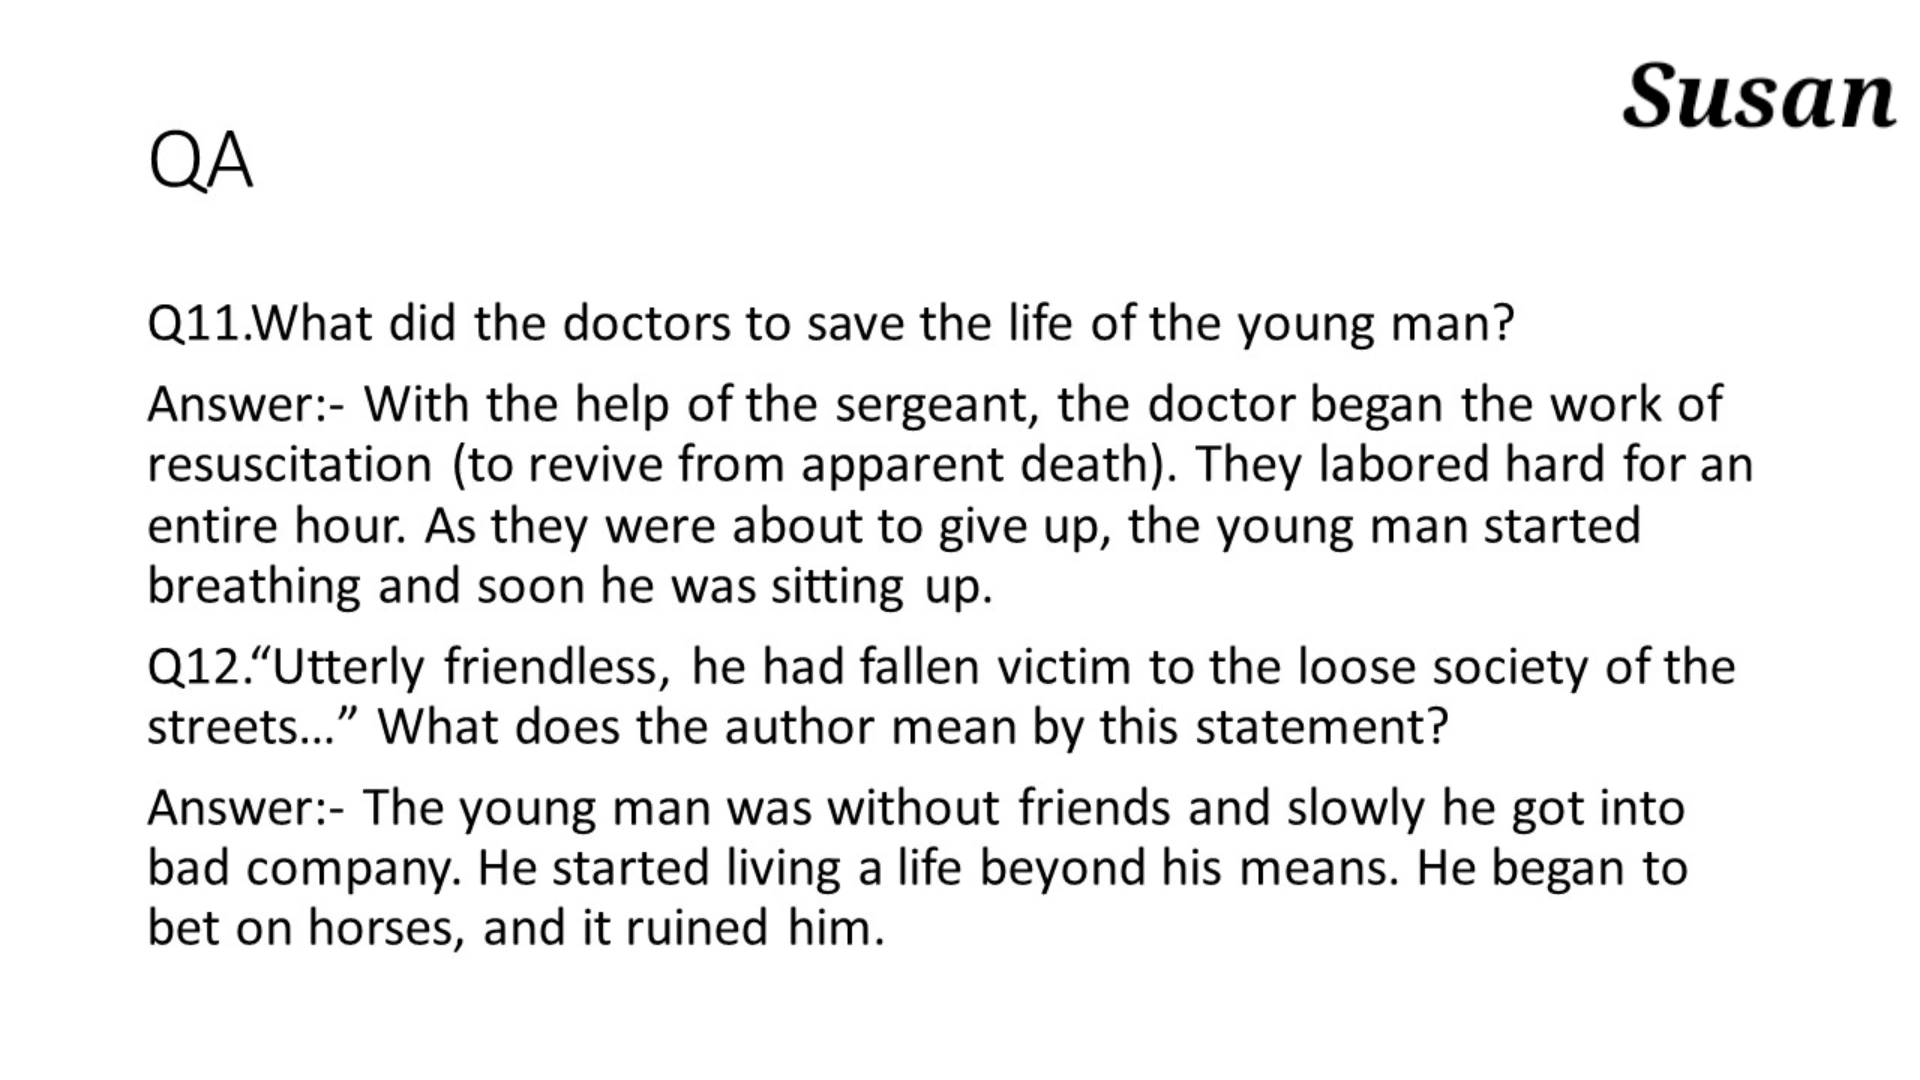 Susan
QA
Q11.What did the doctors to save the life of the young man?
Answer:- With the help of the sergeant, the doctor began the work of
resuscitation (to revive from apparent death). They labored hard for an
entire hour. As they were about to give up, the young man started
breathing and soon he was sitting up.
Q12.“Utterly friendless, he had fallen victim to the loose society of the
streets…” What does the author mean by this statement?
Answer:- The young man was without friends and slowly he got into
bad company. He started living a life beyond his means. He began to
bet on horses, and it ruined him.